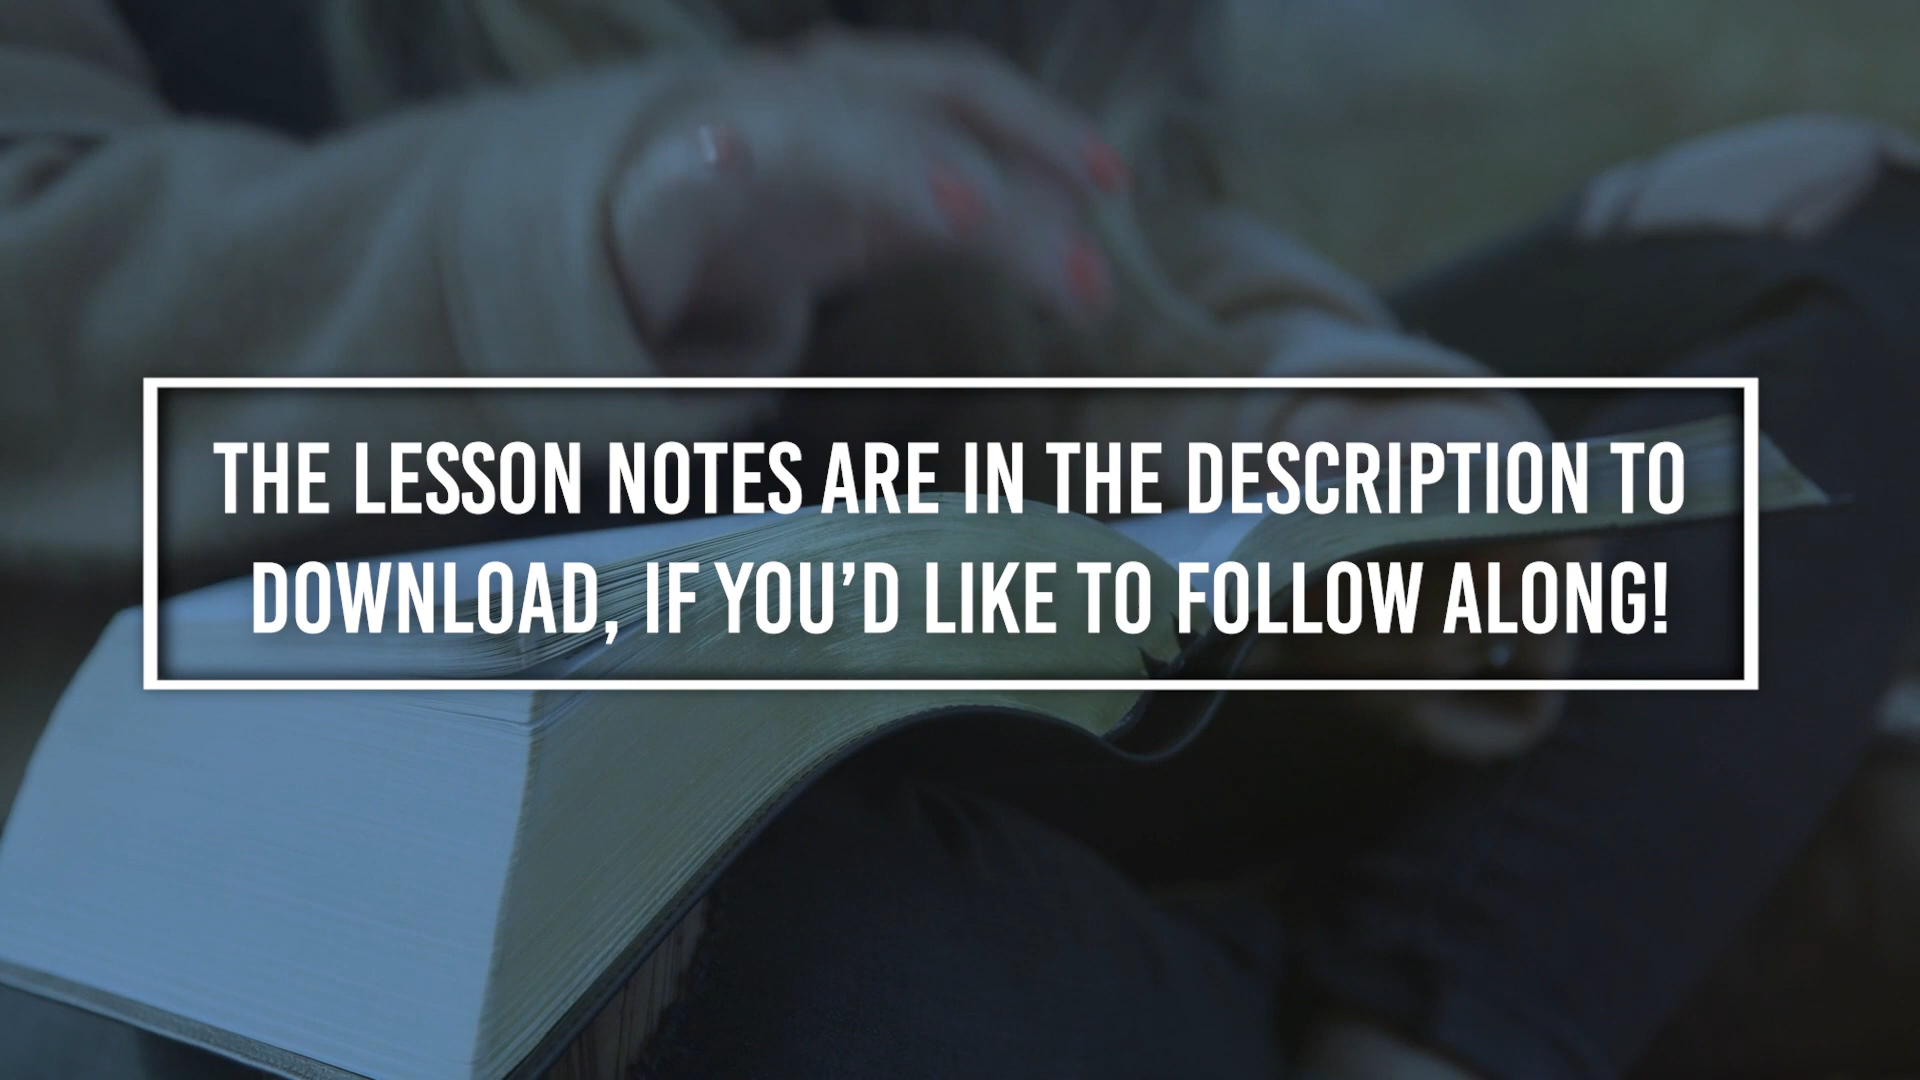 THE LESSON NOTES ARE IN THE DESCRIPTION TO
DOWNLOAD, IF YOU’D LIKE TO FOLLOW ALONG!